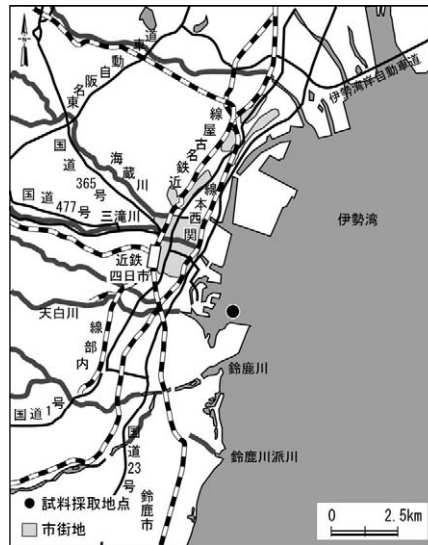 東名阪自動車道
伊勢湾岸自動車道
近鉄名古屋線
国道365号
海蔵川
国道477号
三滝川
関西本線
伊勢湾
近鉄四日市
天白川
内部線
鈴鹿川
国道1号
国道23号
鈴鹿川派川
鈴鹿市
試料採取地点
市街地
0 2.5km